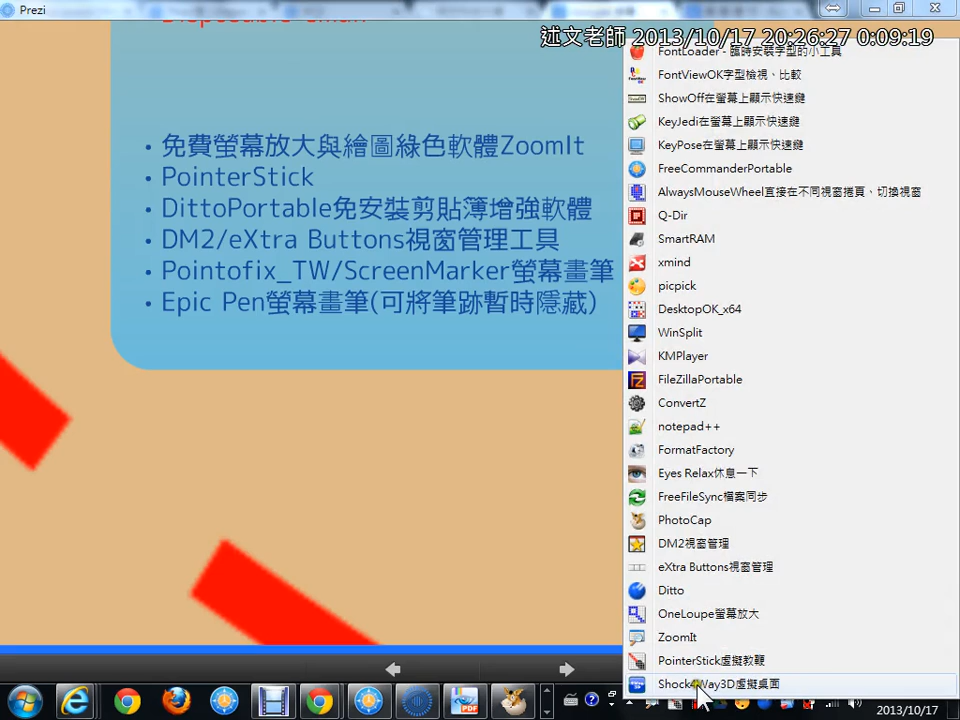 Prezi
述文老師 2013/10/17 20:26:27 0:09:19
• 免費螢幕放大與繪圖綠色軟體ZoomIt
• PointerStick
• DittoPortable免安裝剪貼簿增強軟體
• DM2/eXtra Buttons視窗管理工具
• Pointofix_TW/ScreenMarker螢幕畫筆
• Epic Pen螢幕畫筆(可將筆跡暫時隱藏)
FontLoader - 臨時安裝字型的小工具
FontViewOK字型檢視、比較
ShowOff在螢幕上顯示快速鍵
KeyJedi在螢幕上顯示快速鍵
KeyPose在螢幕上顯示快速鍵
FreeCommanderPortable
AlwaysMouseWheel直接在不同視窗捲頁、切換視窗
Q-Dir
SmartRAM
xmind
picpick
DesktopOK_x64
WinSplit
KMPlayer
FileZillaPortable
ConvertZ
notepad++
FormatFactory
Eyes Relax休息一下
FreeFileSync檔案同步
PhotoCap
DM2視窗管理
eXtra Buttons視窗管理
Ditto
OneLoupe螢幕放大
ZoomIt
PointerStick虛擬教鞭
Shock4Way3D虛擬桌面
PDF
2013/10/17